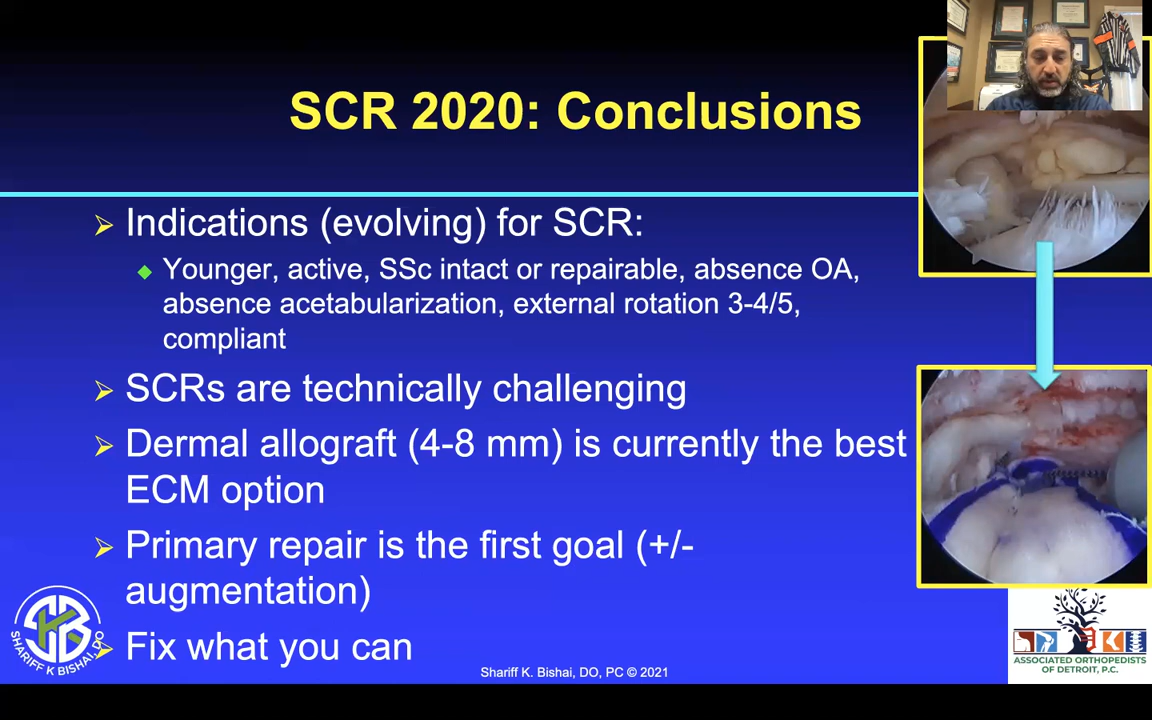 SCR 2020: Conclusions
Indications (evolving) for SCR:
Younger, active, SSc intact or repairable, absence OA,
absence acetabularization, external rotation 3-4/5,
compliant
SCRs are technically challenging
Dermal allograft (4-8 mm) is currently the best
ECM option
Primary repair is the first goal (+/-
augmentation)
Fix what you can
SHARIFF K BISHAI, DO
Shariff K. Bishai, DO, PC © 2021
ASSOCIATED ORTHOPEDISTS
OF DETROIT, P.C.